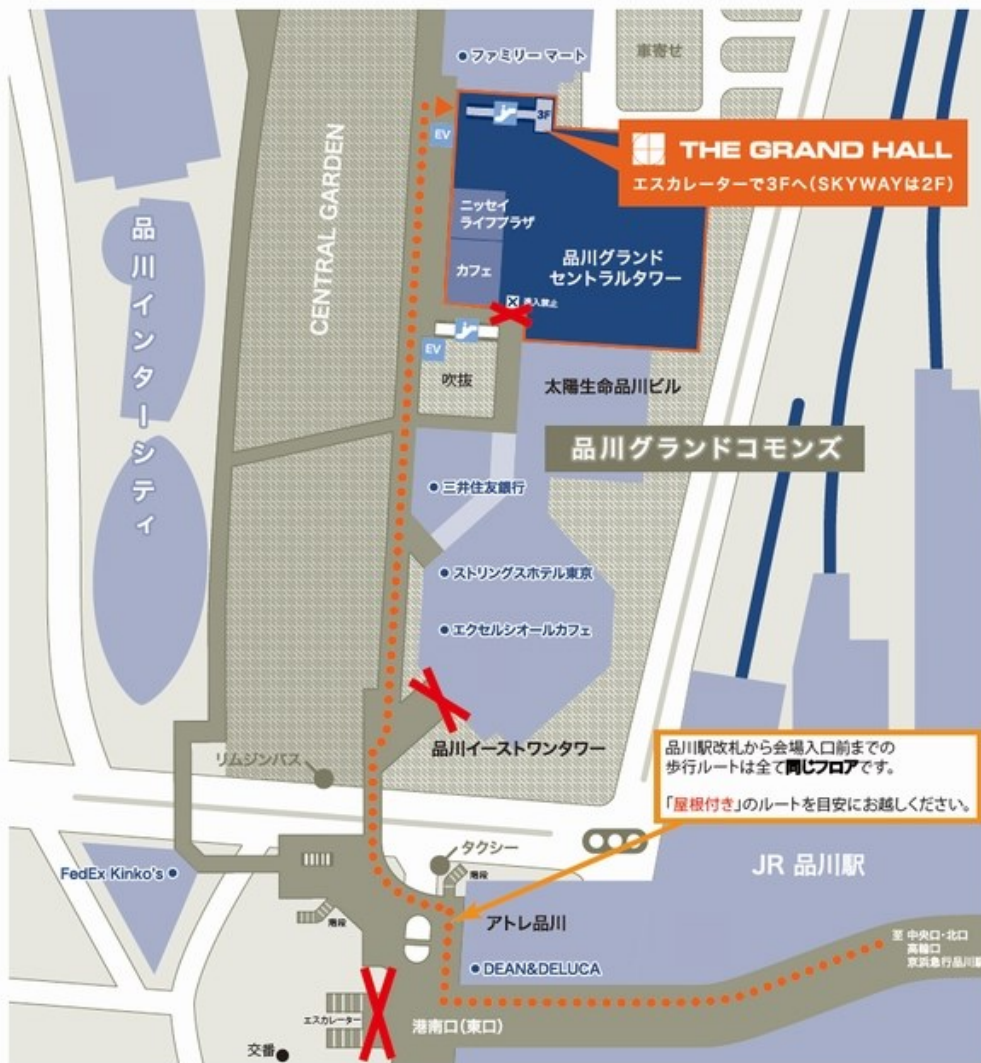 ファミリーマート
車寄せ
3F
EV
THE GRAND HALL
エスカレーターで3Fへ(SKYWAYは2F)
CENTRAL GARDEN
ニッセイ
ライフプラザ
品川グランド
セントラルタワー
カフェ
進入禁止
品川インターシティ
EV
吹抜
太陽生命品川ビル
品川グランドコモンズ
三井住友銀行
ストリングスホテル東京
エクセルシオールカフェ
品川イーストワンタワー
品川駅改札から会場入口前までの
歩行ルートは全て同じフロアです。
「屋根付き」のルートを目安にお越しください。
リムジンバス
タクシー
階段
JR 品川駅
FedEx Kinko's
階段
アトレ品川
至 中央口・北口
高輪口
京浜急行品川駅
DEAN&DELUCA
エスカレーター
港南口(東口)
交番